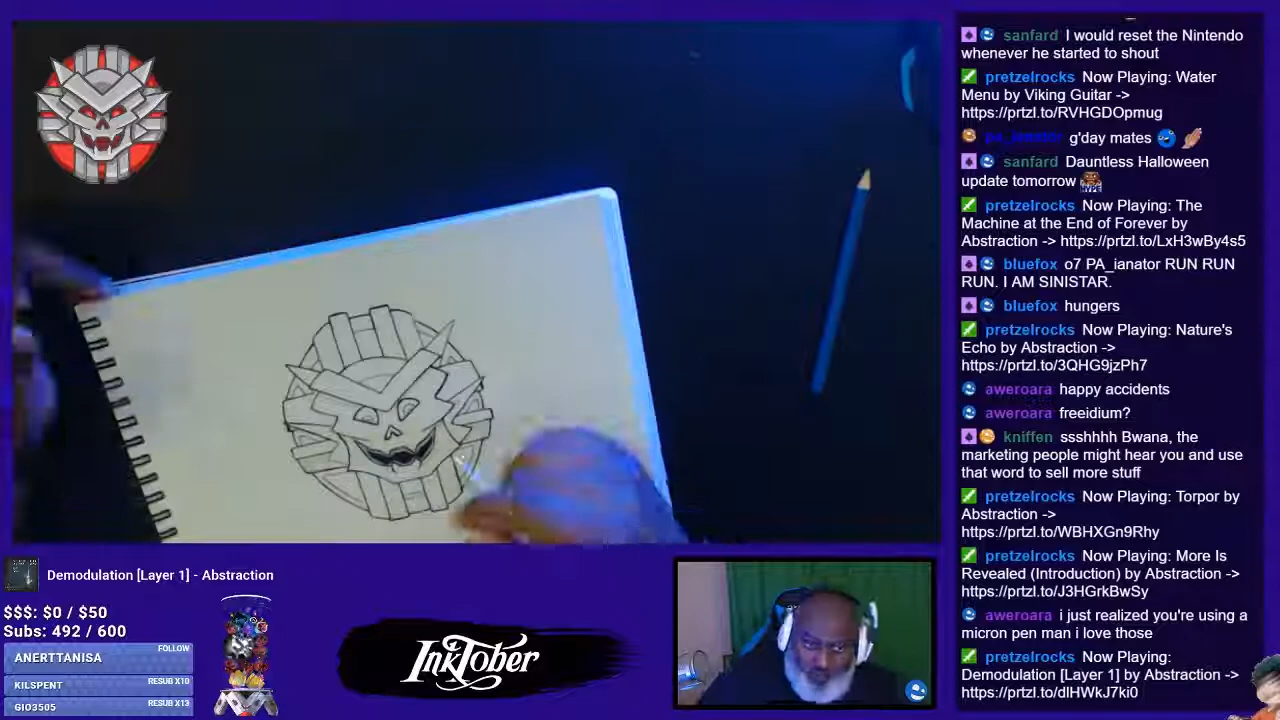 sanfard I would reset the Nintendo
whenever he started to shout
pretzelrocks Now Playing: Water
Menu by Viking Guitar ->
https://prtzl.to/RVHGDOpmug
pa_ianator g'day mates
sanfard Dauntless Halloween
update tomorrow HYPE
pretzelrocks Now Playing: The
Machine at the End of Forever by
Abstraction -> https://prtzl.to/LxH3wBy4s5
bluefox o7 PA_ianator RUN RUN
RUN. I AM SINISTAR.
bluefox hungers
pretzelrocks Now Playing: Nature's
Echo by Abstraction ->
https://prtzl.to/3QHG9jzPh7
aweroara happy accidents
aweroara freeidium?
kniffen ssshhhh Bwana, the
marketing people might hear you and use
that word to sell more stuff
pretzelrocks Now Playing: Torpor by
Abstraction ->
https://prtzl.to/WBHXGn9Rhy
pretzelrocks Now Playing: More Is
Revealed (Introduction) by Abstraction ->
https://prtzl.to/J3HGrkBwSy
aweroara i just realized you're using a
micron pen man i love those
pretzelrocks Now Playing:
Demodulation [Layer 1] by Abstraction ->
https://prtzl.to/dlHWkJ7ki0
Demodulation [Layer 1] - Abstraction
$$$: $0 / $50
Subs: 492 / 600
ANERTTANISA FOLLOW
KILSPENT RESUB X10
GIO3505 RESUB X13
InkTober